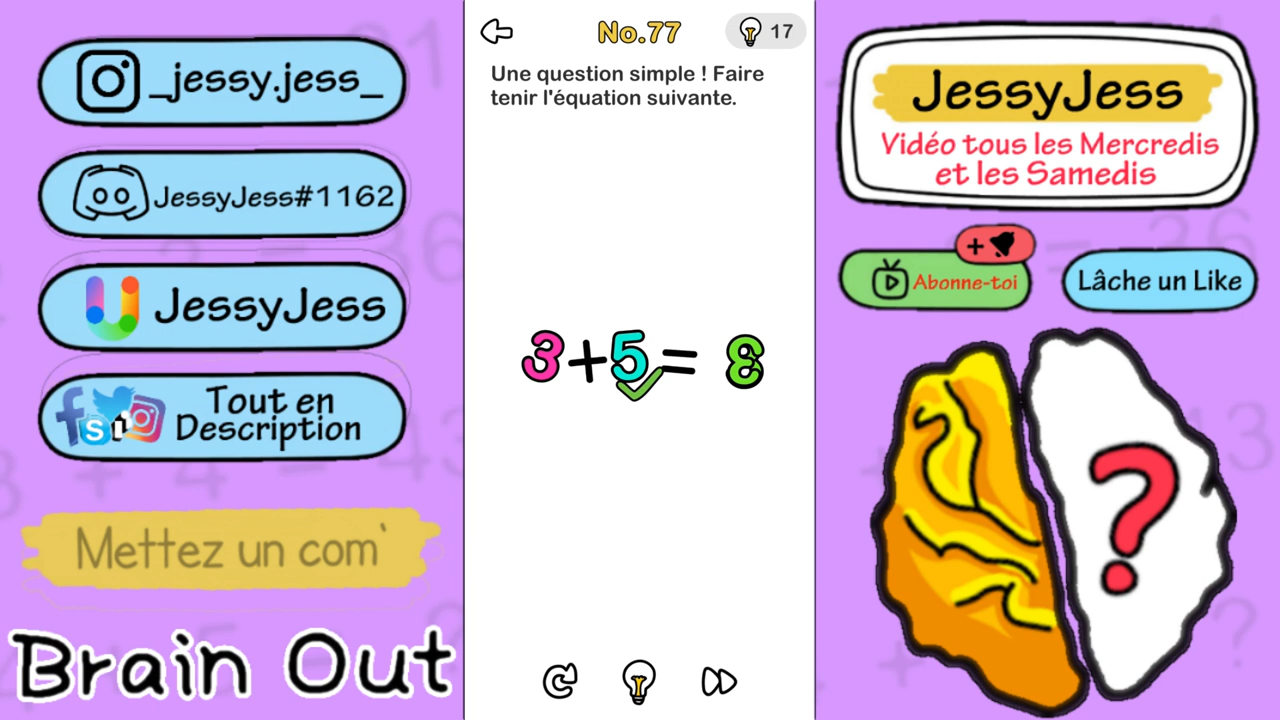 _jessy.jess_
JessyJess#1162
JessyJess
Tout en
Description
Mettez un com`
Brain Out
No.77
17
Une question simple ! Faire
tenir l'équation suivante.
3+5= 8
JessyJess
Vidéo tous les Mercredis
et les Samedis
+
Abonne-toi
Lâche un Like
?